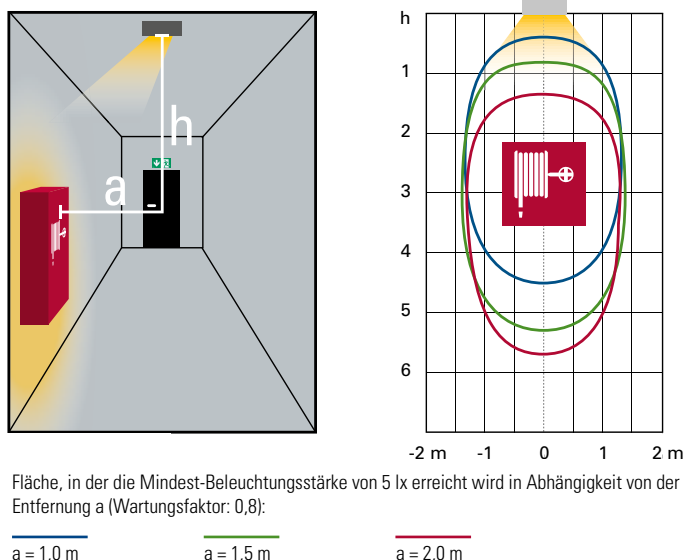 h
a
h
1
2
3
4
5
6
-2 m -1 0 1 2 m
Fläche, in der die Mindest-Beleuchtungsstärke von 5 lx erreicht wird in Abhängigkeit von der
Entfernung a (Wartungsfaktor: 0,8):
a = 1,0 m a = 1,5 m a = 2,0 m